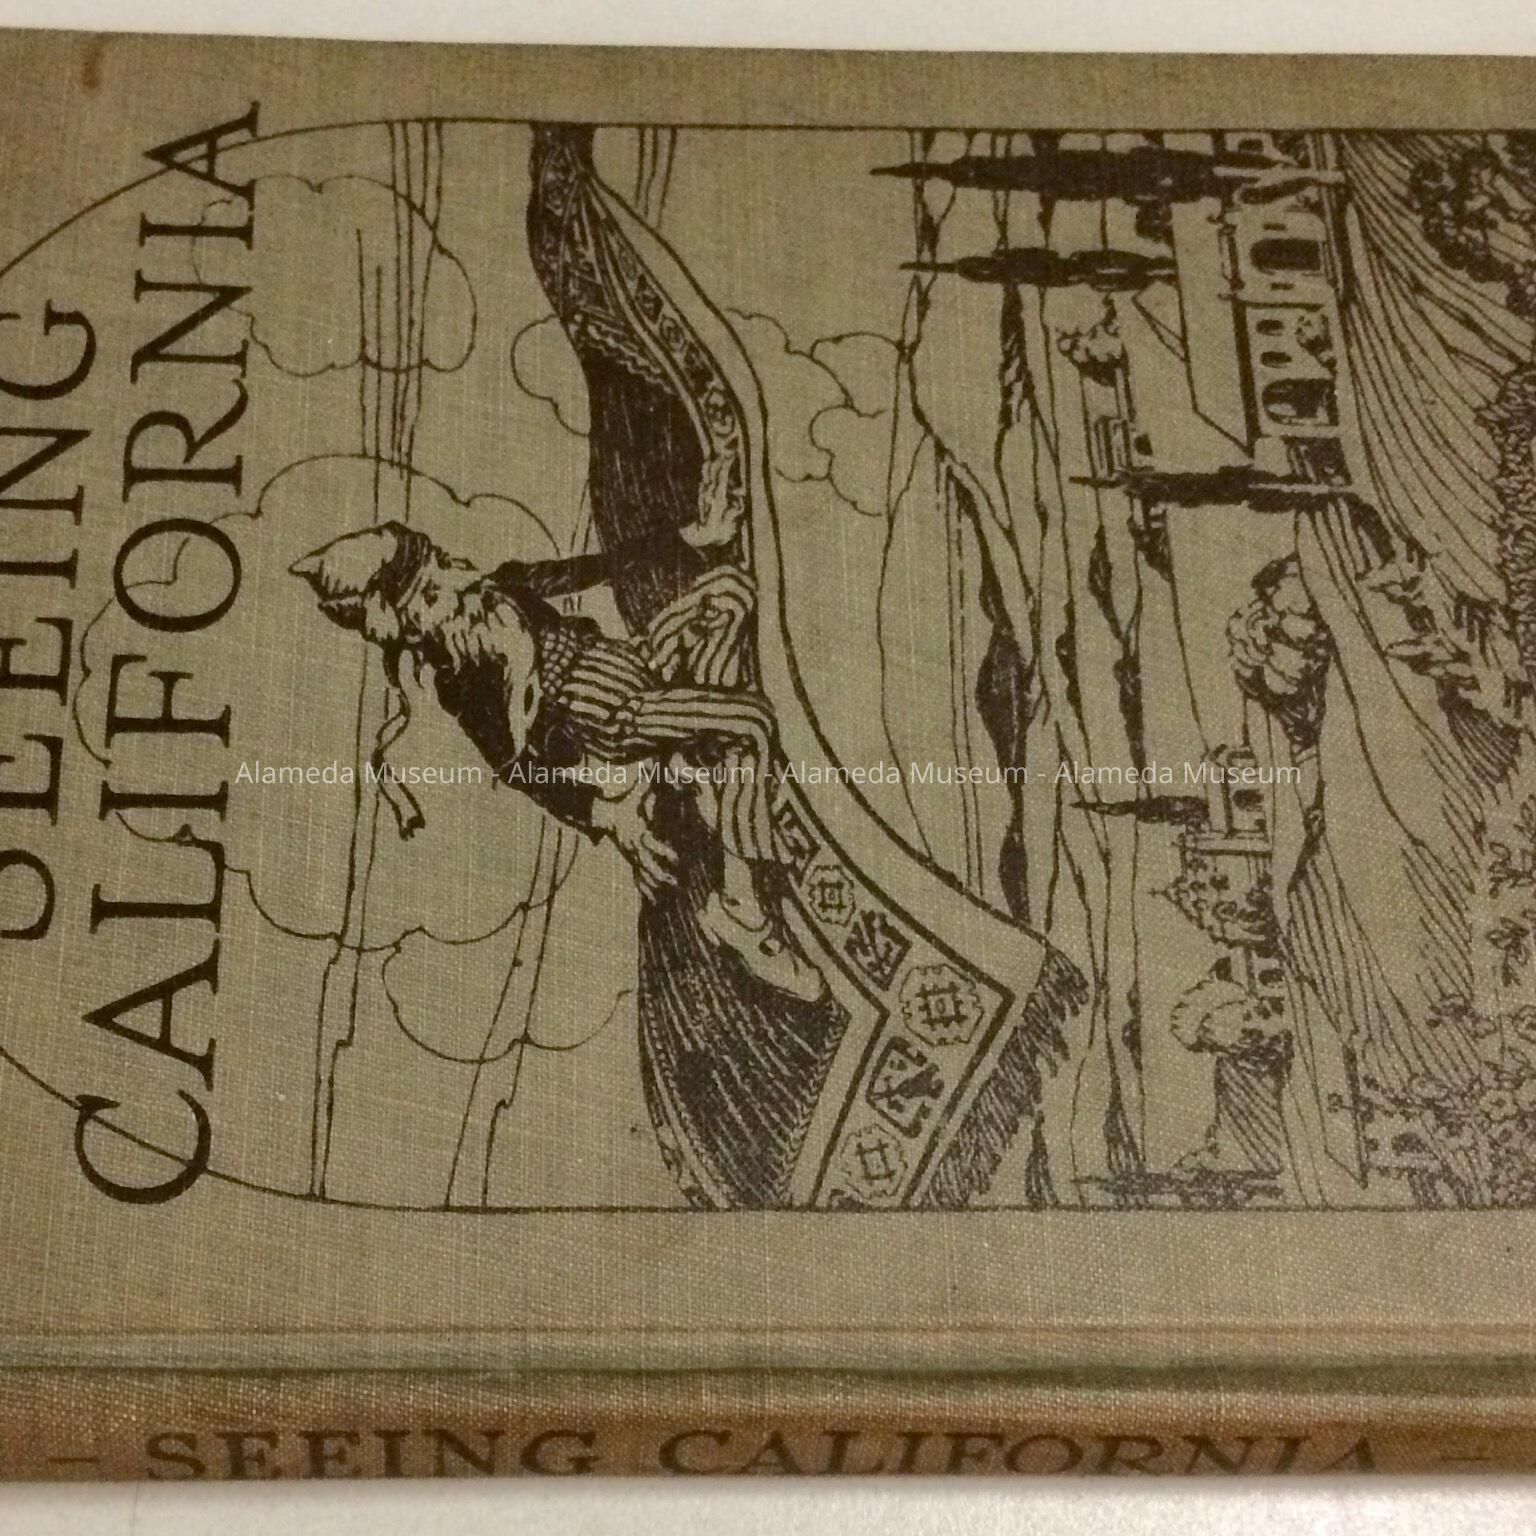 SEEING
CALIFORNIA
Alameda Museum - Alameda Museum - Alameda Museum - Alameda Museum
- SEEING CALIFORNIA -